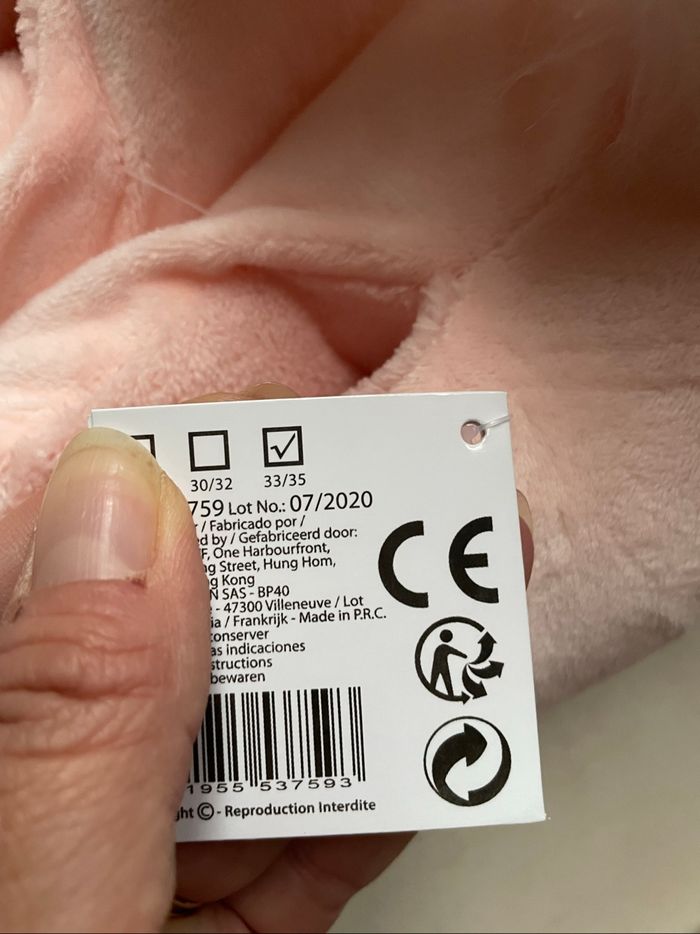 30/32 33/35
759 Lot No.: 07/2020
/ Fabricado por /
ed by / Gefabriceerd door:
F, One Harbourfront,
ng Street, Hung Hom,
g Kong
N SAS - BP40
- 47300 Villeneuve / Lot
ia / Frankrijk - Made in P.R.C.
conserver
as indicaciones
structions
bewaren
CE
1955 537593
ght © - Reproduction Interdite